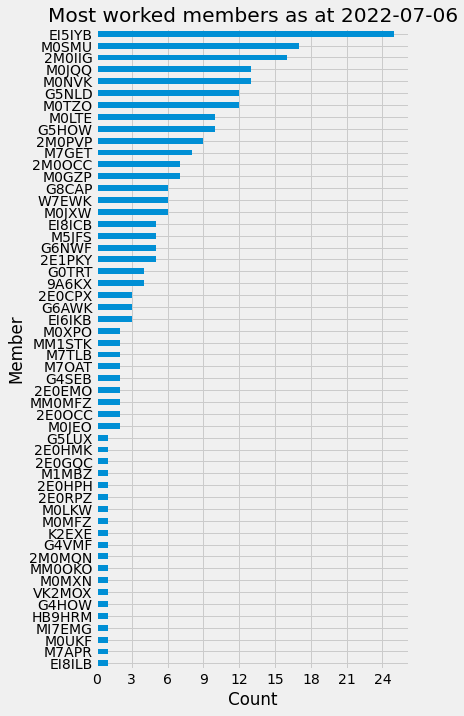 Most worked members as at 2022-07-06
EI5IYB
M0SMU
2M0IIG
M0JQQ
M0NVK
G5NLD
M0TZO
M0LTE
G5HOW
2M0PVP
M7GET
2M0OCC
M0GZP
G8CAP
W7EWK
M0JXW
EI8ICB
M5JFS
G6NWF
2E1PKY
G0TRT
9A6KX
2E0CPX
G6AWK
EI6IKB
M0XPO
MM1STK
M7TLB
M7OAT
G4SEB
2E0EMO
MM0MFZ
2E0OCC
M0JEO
G5LUX
2E0HMK
2E0GQC
M1MBZ
2E0HPH
2E0RPZ
M0LKW
M0MFZ
K2EXE
G4VMF
2M0MQN
MM0OKO
M0MXN
VK2MOX
G4HOW
HB9HRM
MI7EMG
M0UKF
M7APR
EI8ILB
Member
0 3 6 9 12 15 18 21 24
Count